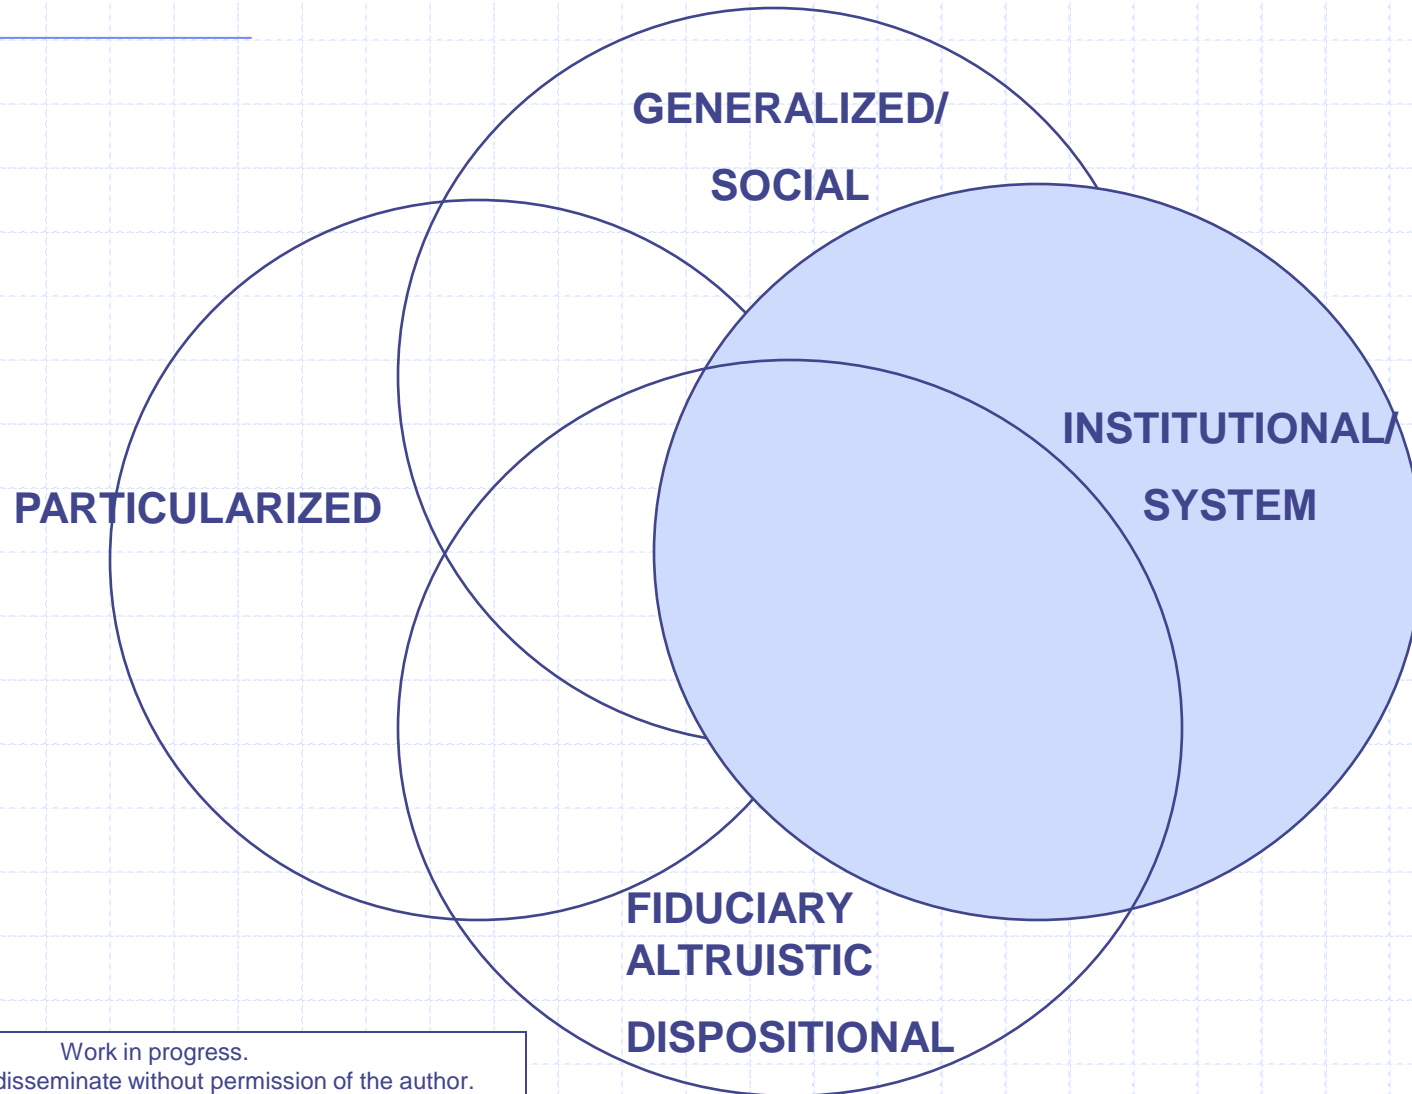 GENERALIZED/
SOCIAL
INSTITUTIONAL/
SYSTEM
PARTICULARIZED
FIDUCIARY
ALTRUISTIC
DISPOSITIONAL
Work in progress.
disseminate without permission of the author.